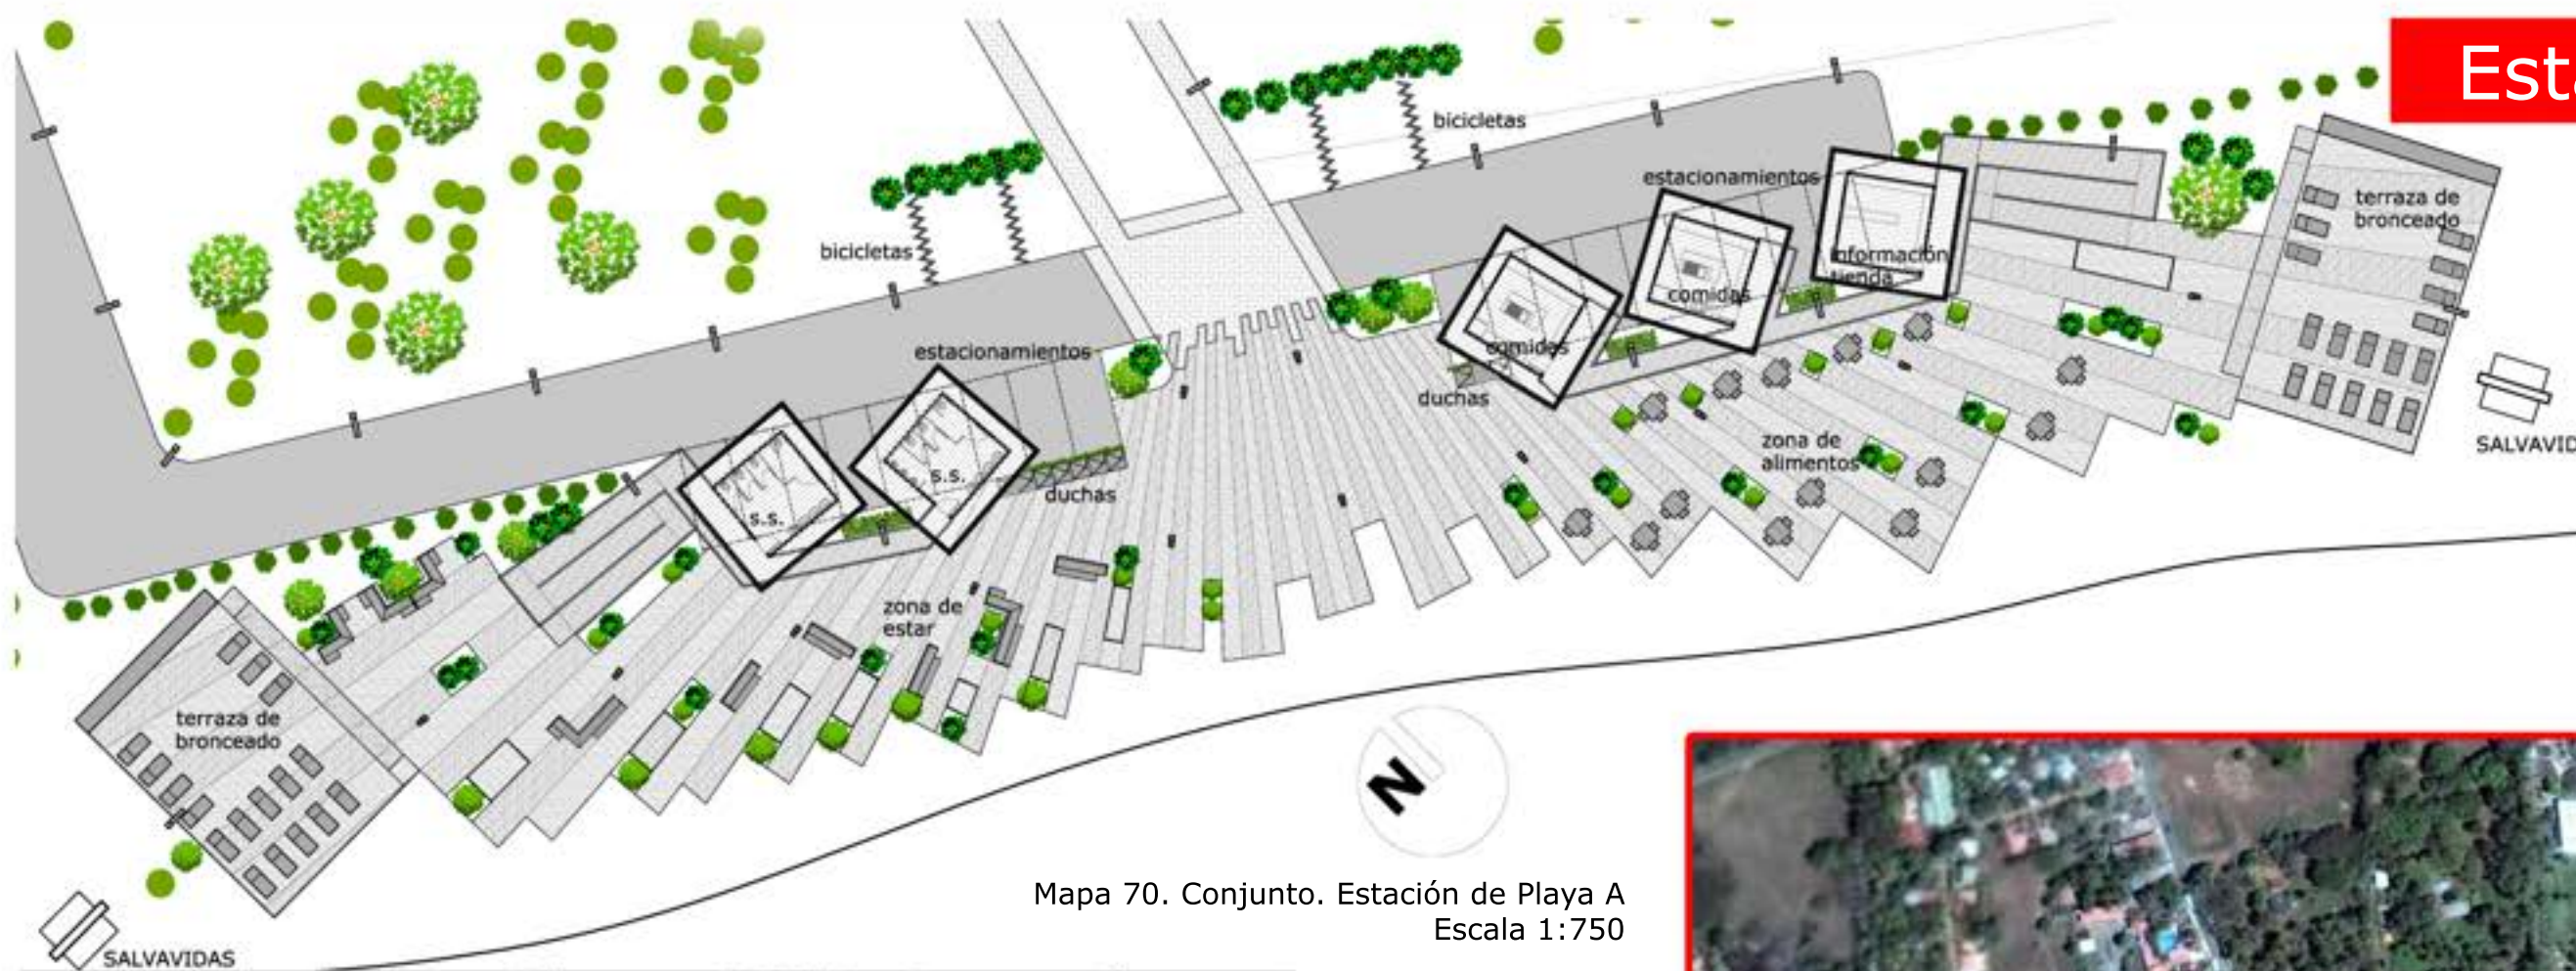 Esta
bicicletas
estacionamientos
terraza de
bronceado
bicicletas
información
tienda
comidas
estacionamientos
comidas
duchas
SALVAVID
zona de
alimentos
s.s.
duchas
s.s.
zona de
estar
terraza de
bronceado
N
Mapa 70. Conjunto. Estación de Playa A
Escala 1:750
SALVAVIDAS